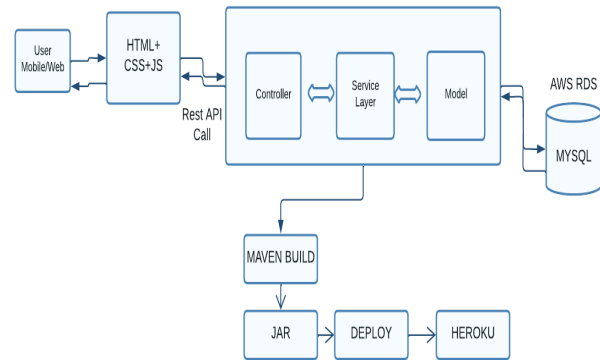 User
Mobile/Web
HTML+
CSS+JS
Rest API
Call
Controller
Service
Layer
Model
AWS RDS
MYSQL
MAVEN BUILD
JAR
DEPLOY
HEROKU